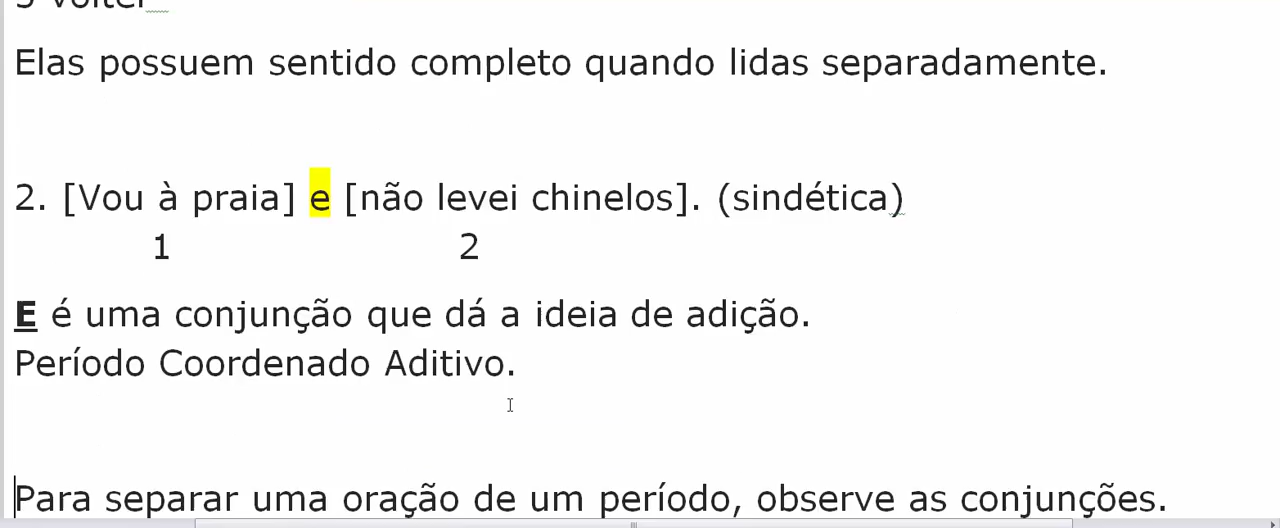 Elas possuem sentido completo quando lidas separadamente.
2. [Vou à praia] e [não levei chinelos]. (sindética)
1 2
E é uma conjunção que dá a ideia de adição.
Período Coordenado Aditivo.
Para separar uma oração de um período, observe as conjunções.